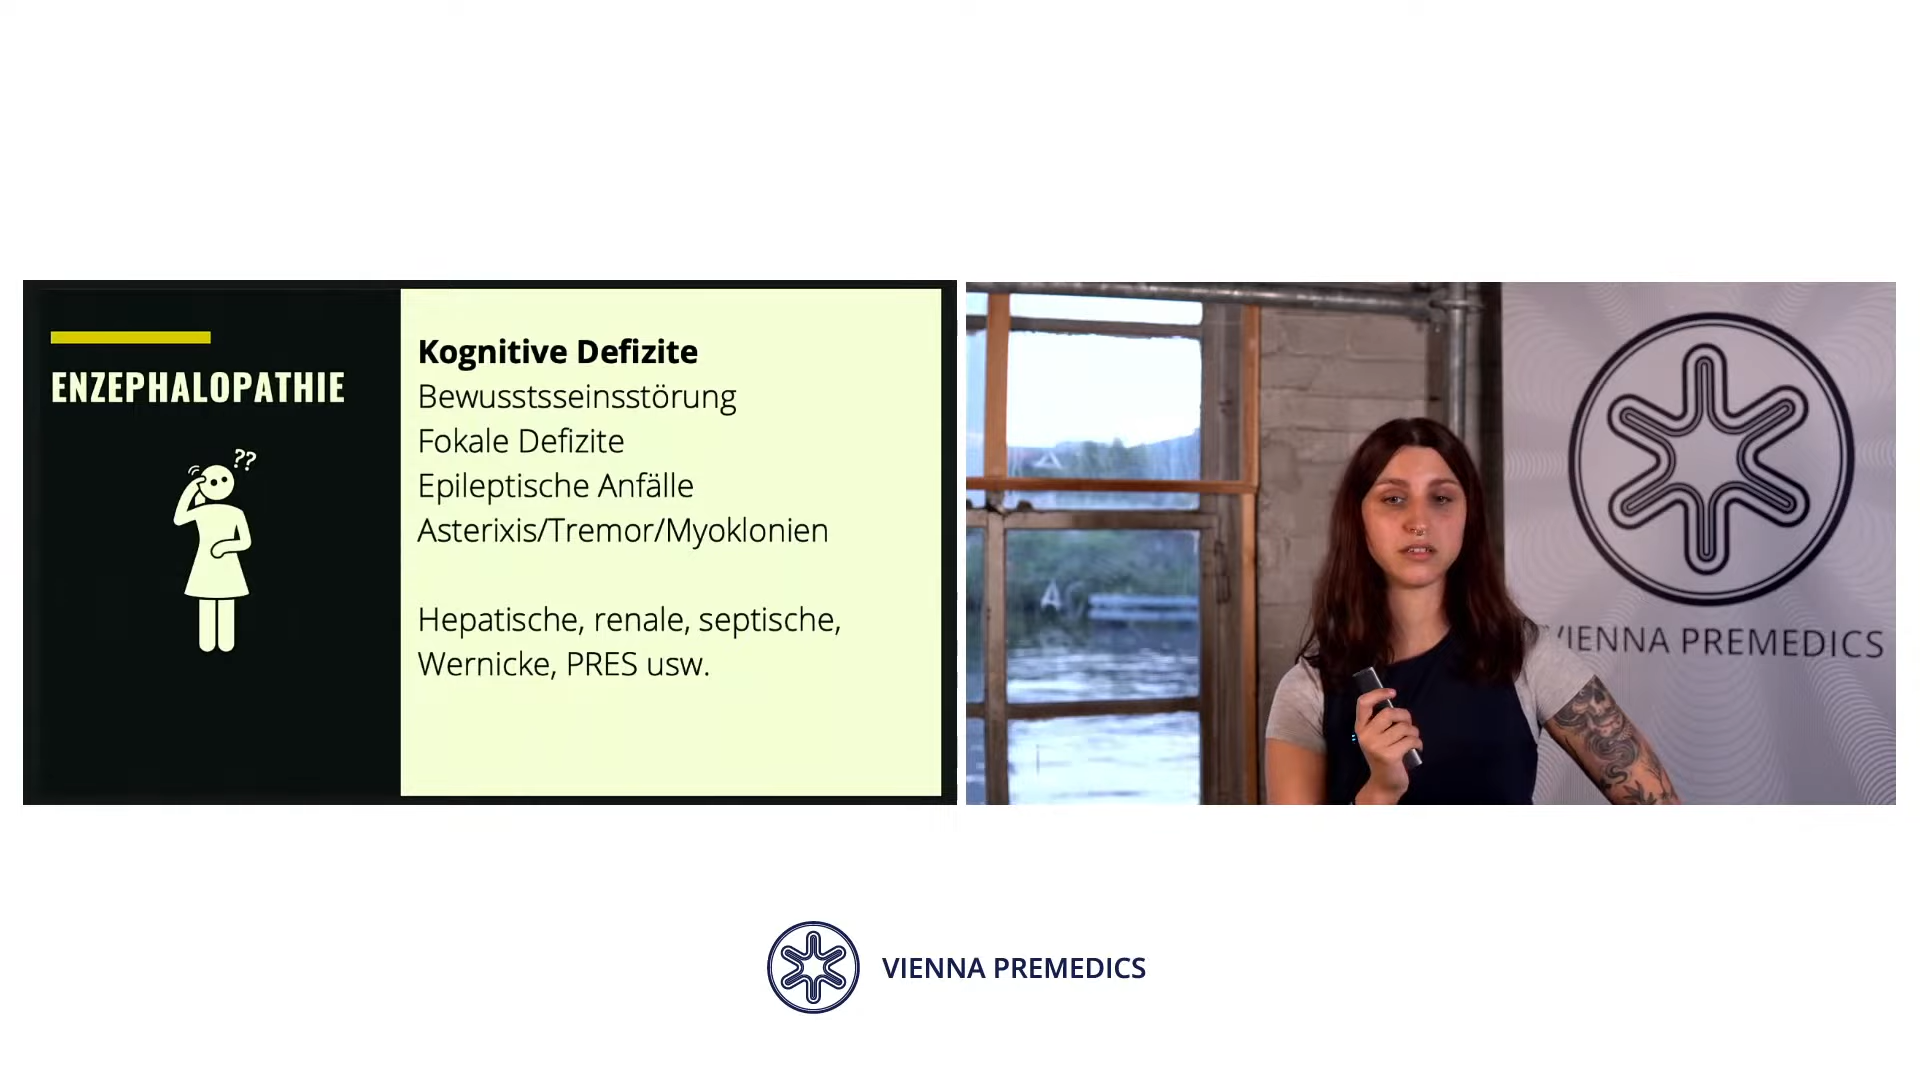 ENZEPHALOPATHIE
??
Kognitive Defizite
Bewusstsseinsstörung
Fokale Defizite
Epileptische Anfälle
Asterixis/Tremor/Myoklonien
Hepatische, renale, septische,
Wernicke, PRES usw.
VIENNA PREMEDICS
VIENNA PREMEDICS